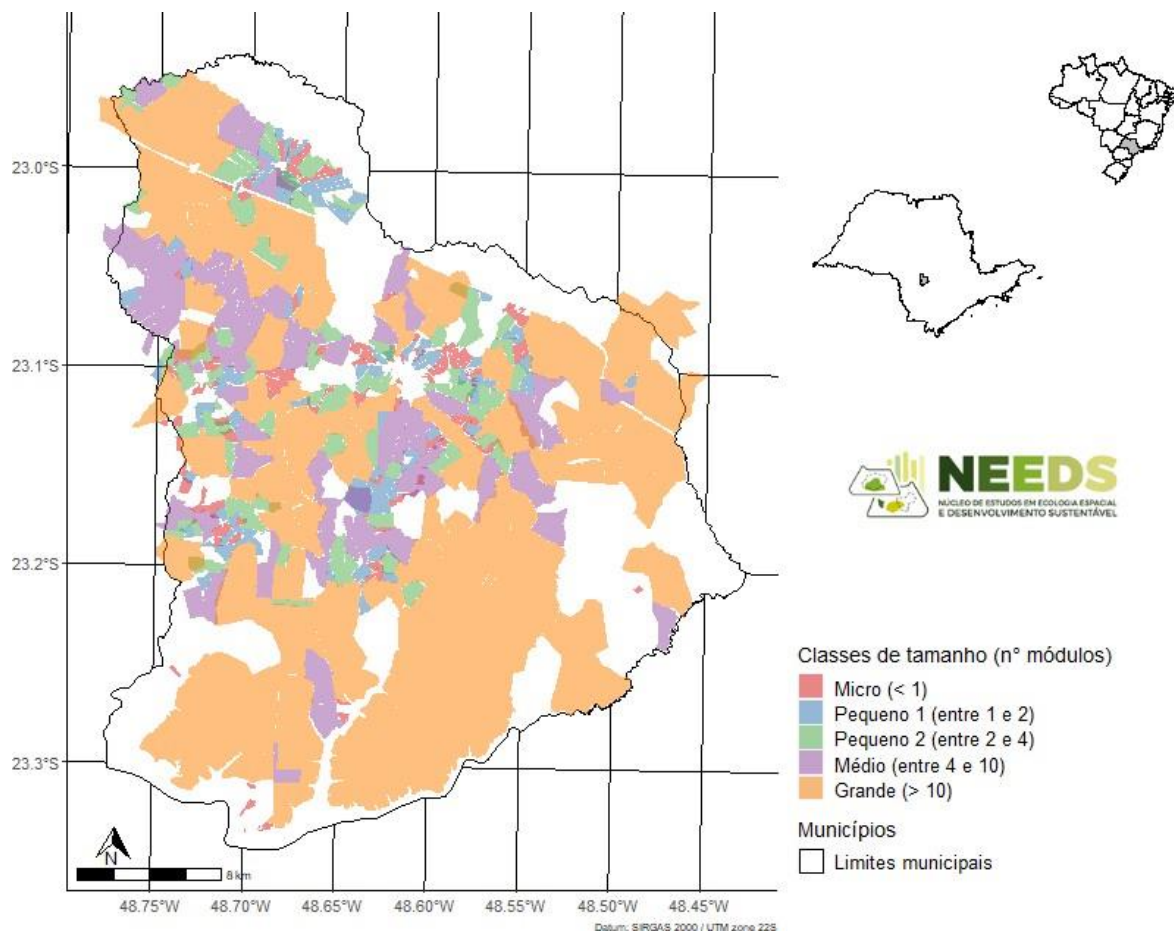 23.0°S
23.1°S
23.2°S
23.3°S
N
8 km
48.75°W 48.70°W 48.65°W 48.60°W 48.55°W 48.50°W 48.45°W
Datum: SIRGAS 2000 / UTM zone 22S
NEEDS
NÚCLEO DE ESTUDOS EM ECOLOGIA ESPACIAL
E DESENVOLVIMENTO SUSTENTÁVEL
Classes de tamanho (n° módulos)
Micro (< 1)
Pequeno 1 (entre 1 e 2)
Pequeno 2 (entre 2 e 4)
Médio (entre 4 e 10)
Grande (> 10)
Municípios
Limites municipais